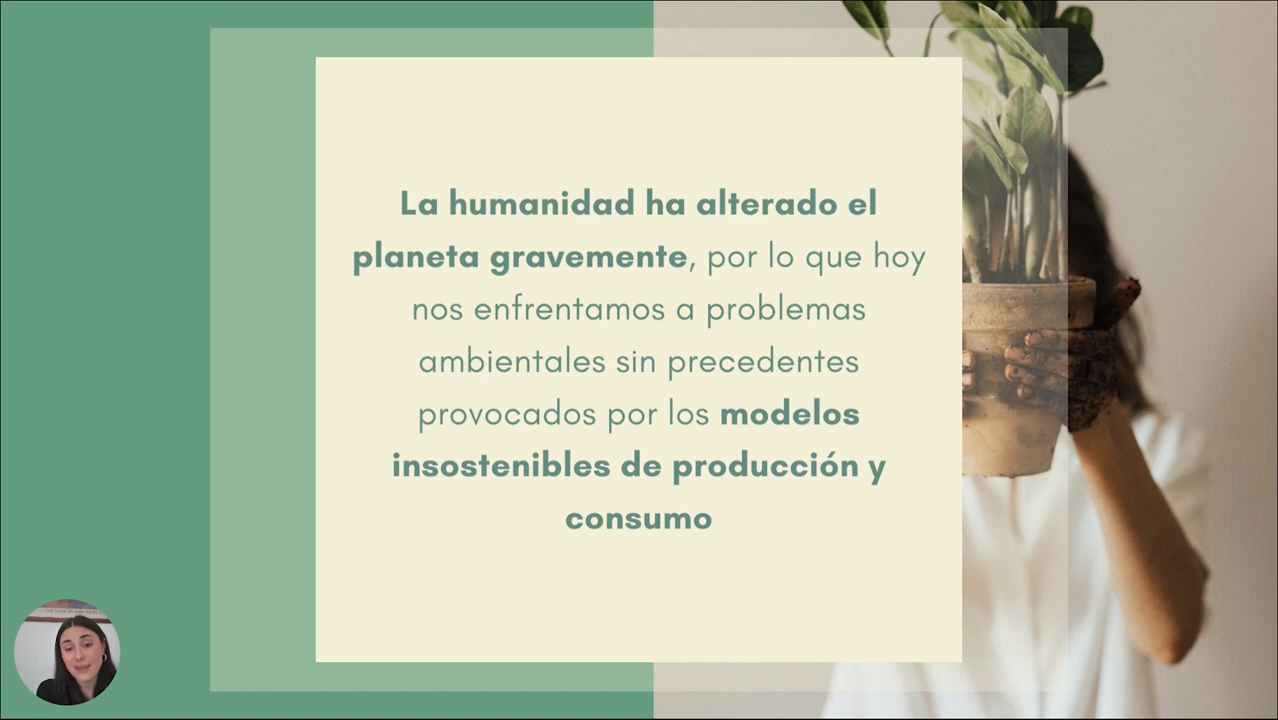 La humanidad ha alterado el
planeta gravemente, por lo que hoy
nos enfrentamos a problemas
ambientales sin precedentes
provocados por los modelos
insostenibles de producción y
consumo